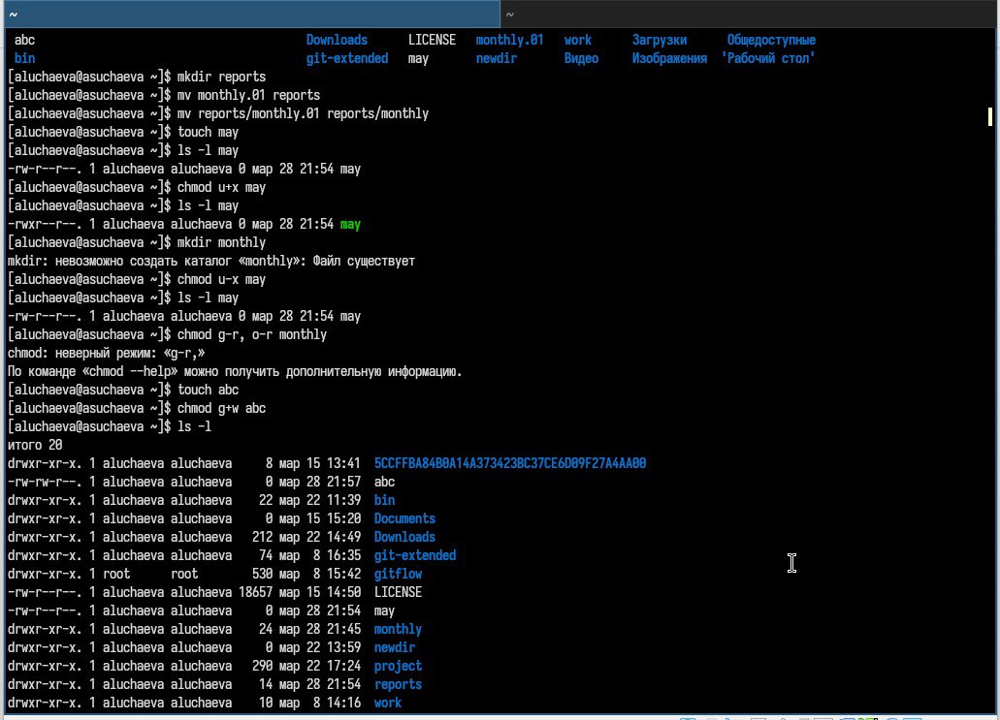 ~ ~
abc Downloads LICENSE monthly.01 work Загрузки Общедоступные
bin git-extended may newdir Видео Изображения 'Рабочий стол'
[aluchaeva@asuchaeva ~]$ mkdir reports
[aluchaeva@asuchaeva ~]$ mv monthly.01 reports
[aluchaeva@asuchaeva ~]$ mv reports/monthly.01 reports/monthly
[aluchaeva@asuchaeva ~]$ touch may
[aluchaeva@asuchaeva ~]$ ls -l may
-rw-r--r--. 1 aluchaeva aluchaeva 0 мар 28 21:54 may
[aluchaeva@asuchaeva ~]$ chmod u+x may
[aluchaeva@asuchaeva ~]$ ls -l may
-rwxr--r--. 1 aluchaeva aluchaeva 0 мар 28 21:54 may
[aluchaeva@asuchaeva ~]$ mkdir monthly
mkdir: невозможно создать каталог «monthly»: Файл существует
[aluchaeva@asuchaeva ~]$ chmod u-x may
[aluchaeva@asuchaeva ~]$ ls -l may
-rw-r--r--. 1 aluchaeva aluchaeva 0 мар 28 21:54 may
[aluchaeva@asuchaeva ~]$ chmod g-r, o-r monthly
chmod: неверный режим: «g-r,»
По команде «chmod --help» можно получить дополнительную информацию.
[aluchaeva@asuchaeva ~]$ touch abc
[aluchaeva@asuchaeva ~]$ chmod g+w abc
[aluchaeva@asuchaeva ~]$ ls -l
итого 20
drwxr-xr-x. 1 aluchaeva aluchaeva 8 мар 15 13:41 5CCFFBA84B0A14A373423BC37CE6D09F27A4AA00
-rw-rw-r--. 1 aluchaeva aluchaeva 0 мар 28 21:57 abc
drwxr-xr-x. 1 aluchaeva aluchaeva 22 мар 22 11:39 bin
drwxr-xr-x. 1 aluchaeva aluchaeva 0 мар 15 15:20 Documents
drwxr-xr-x. 1 aluchaeva aluchaeva 212 мар 22 14:49 Downloads
drwxr-xr-x. 1 aluchaeva aluchaeva 74 мар 8 16:35 git-extended
drwxr-xr-x. 1 root root 530 мар 8 15:42 gitflow
-rw-r--r--. 1 aluchaeva aluchaeva 18657 мар 15 14:50 LICENSE
-rw-r--r--. 1 aluchaeva aluchaeva 0 мар 28 21:54 may
drwxr-xr-x. 1 aluchaeva aluchaeva 24 мар 28 21:45 monthly
drwxr-xr-x. 1 aluchaeva aluchaeva 0 мар 22 13:59 newdir
drwxr-xr-x. 1 aluchaeva aluchaeva 290 мар 22 17:24 project
drwxr-xr-x. 1 aluchaeva aluchaeva 14 мар 28 21:54 reports
drwxr-xr-x. 1 aluchaeva aluchaeva 10 мар 8 14:16 work